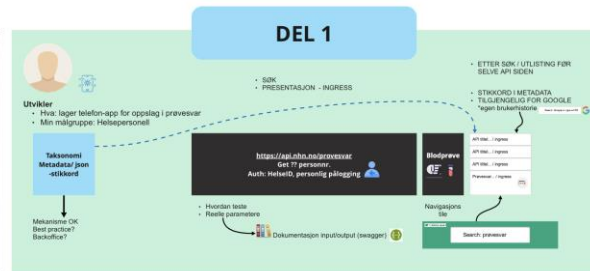 DEL 1
Utvikler
• Hva: lager telefon-app for oppslag i prøvesvar
• Min målgruppe: Helsepersonell
• SØK
• PRESENTASJON - INGRESS
• ETTER SØK / UTLISTING FØR
SELVE API SIDEN
• STIKKORD I METADATA
• TILGJENGELIG FOR GOOGLE
*egen brukerhistorie
Taksonomi
Metadata/ json
-stikkord
Mekanisme OK
Best practice?
Backoffice?
https://api.nhn.no/provesvar
Get !? personnr.
Auth: HelseID, personlig pålogging
• Hvordan teste
• Reelle parametere
Dokumentasjon input/output (swagger)
Blodprøve
Navigasjons
tile
API tittel... / ingress
API tittel... / ingress
API tittel... / ingress
Prøvesvar... / ingress
Search: prøvesvar